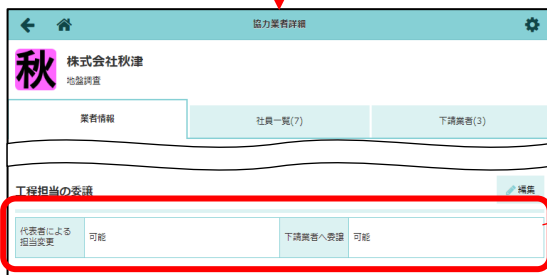 協力業者詳細
秋
株式会社秋津
地盤調査
業者情報
社員一覧(7)
下請業者(3)
工程担当の委譲
編集
代表者による
担当変更
可能
下請業者へ委譲
可能